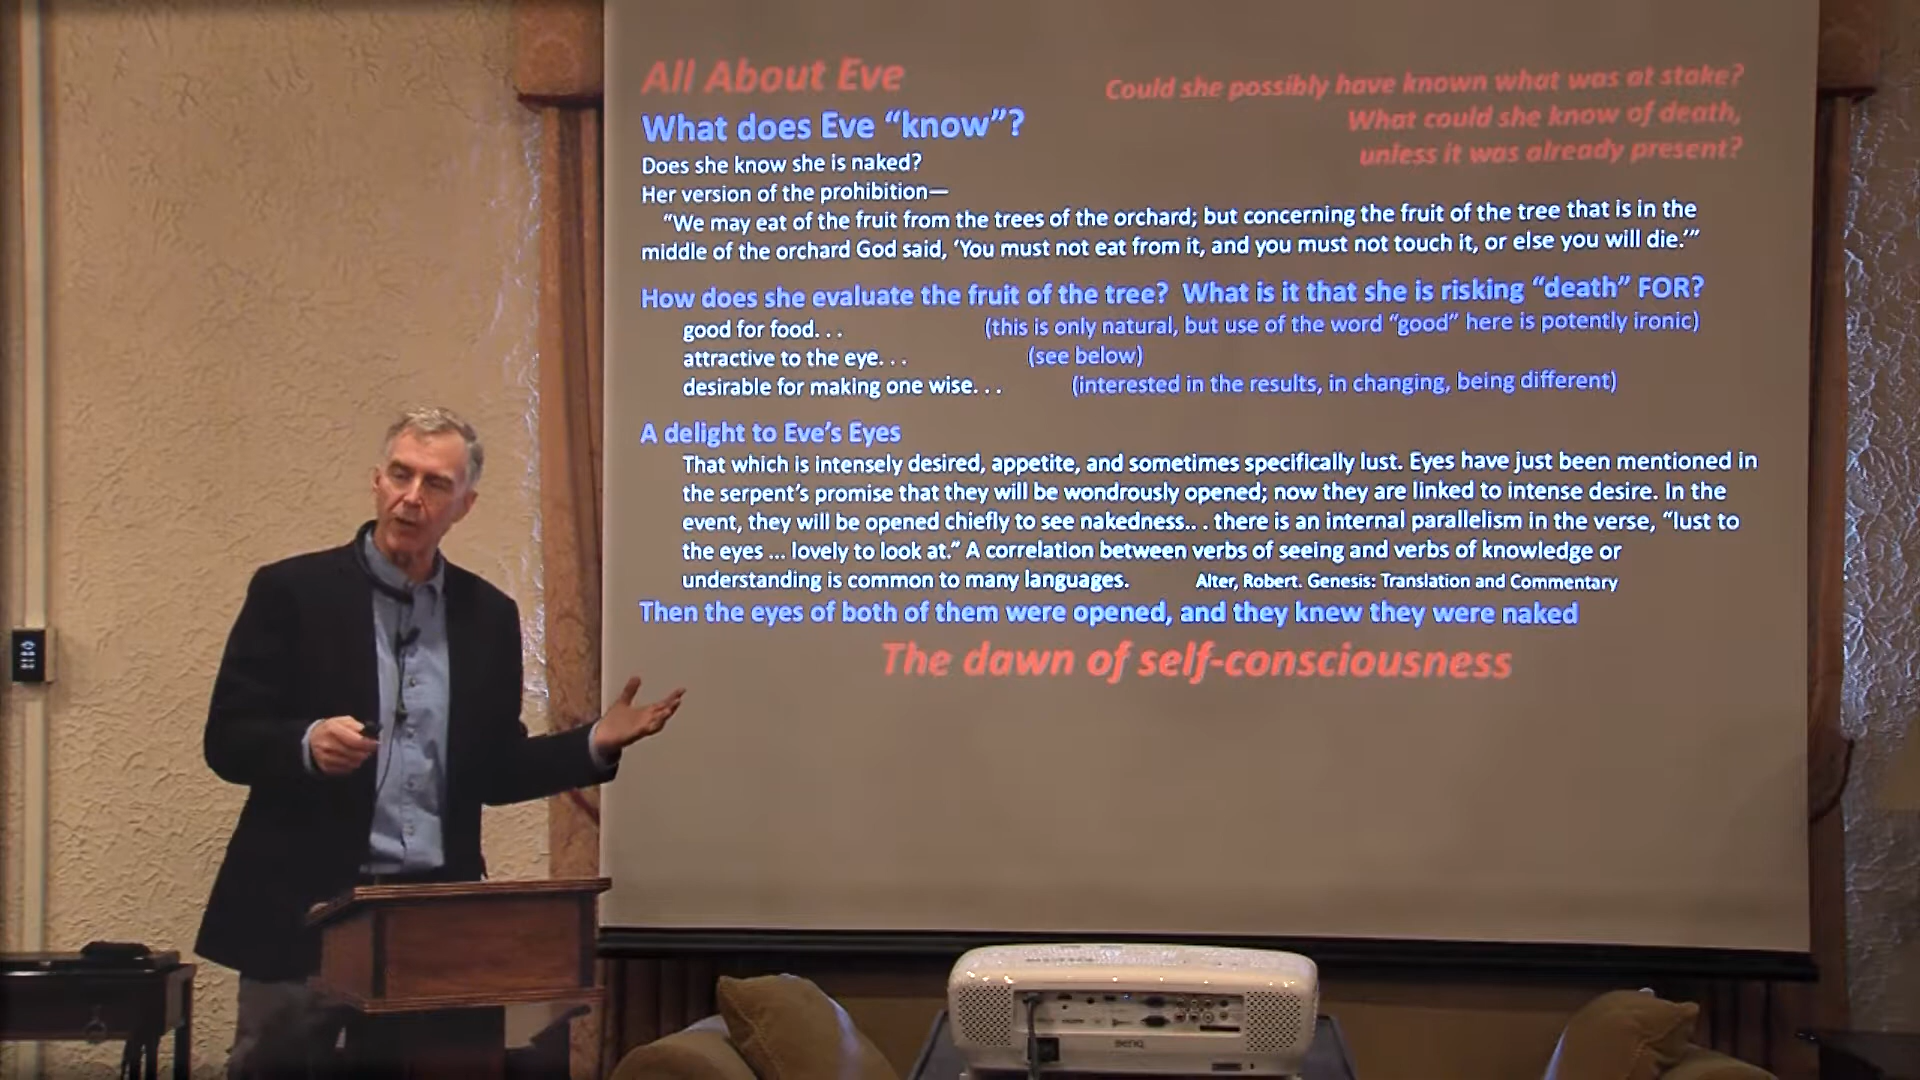 All About Eve
Could she possibly have known what was at stake?
What could she know of death,
unless it was already present?
What does Eve “know”?
Does she know she is naked?
Her version of the prohibition—
“We may eat of the fruit from the trees of the orchard; but concerning the fruit of the tree that is in the
middle of the orchard God said, ‘You must not eat from it, and you must not touch it, or else you will die.’”
How does she evaluate the fruit of the tree? What is it that she is risking “death” FOR?
good for food. . . (this is only natural, but use of the word “good” here is potently ironic)
attractive to the eye. . . (see below)
desirable for making one wise. . . (interested in the results, in changing, being different)
A delight to Eve’s Eyes
That which is intensely desired, appetite, and sometimes specifically lust. Eyes have just been mentioned in
the serpent’s promise that they will be wondrously opened; now they are linked to intense desire. In the
event, they will be opened chiefly to see nakedness.. . there is an internal parallelism in the verse, “lust to
the eyes ... lovely to look at.” A correlation between verbs of seeing and verbs of knowledge or
understanding is common to many languages. Alter, Robert. Genesis: Translation and Commentary
Then the eyes of both of them were opened, and they knew they were naked
The dawn of self-consciousness
BenQ